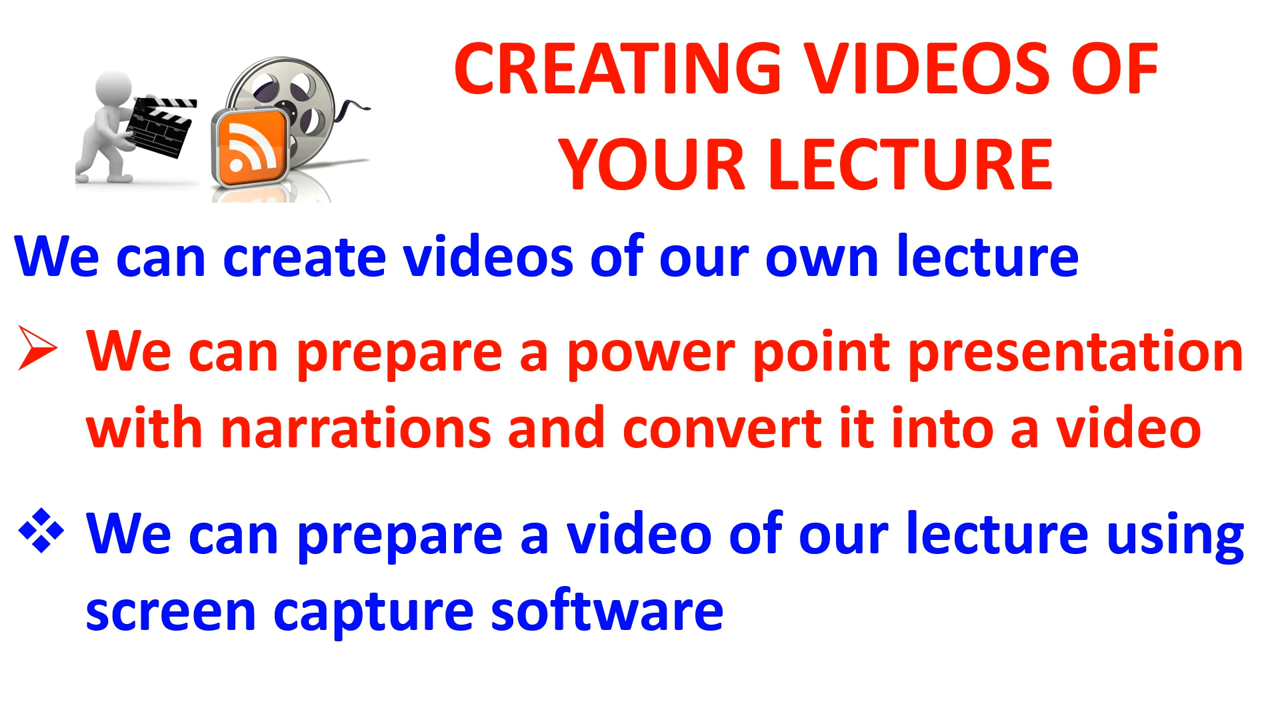 CREATING VIDEOS OF
YOUR LECTURE
We can create videos of our own lecture
We can prepare a power point presentation
with narrations and convert it into a video
We can prepare a video of our lecture using
screen capture software